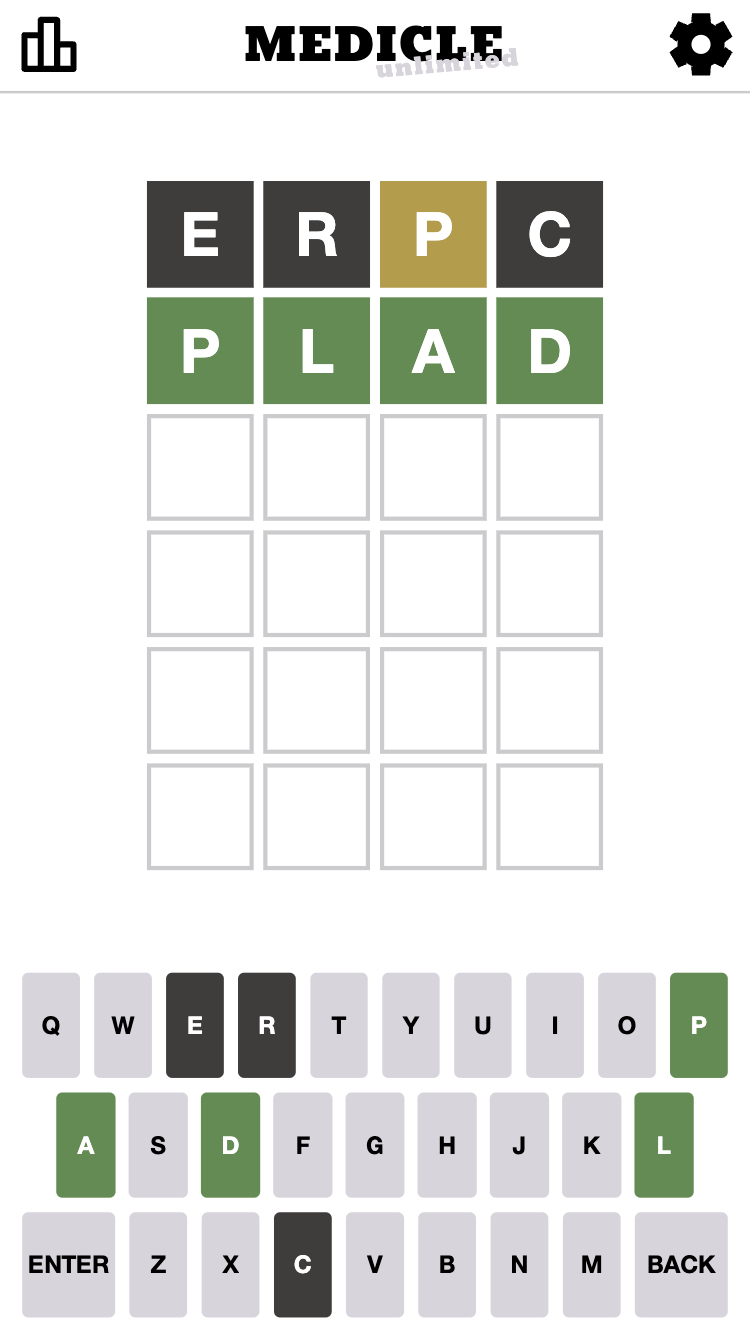 MEDICLE
unlimited
E R P C
P L A D
Q W E R T Y U I O P
A S D F G H J K L
ENTER Z X C V B N M BACK